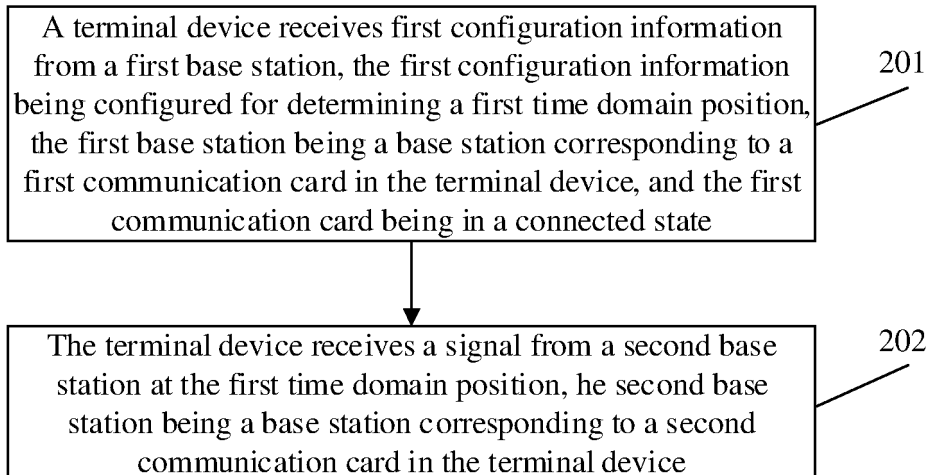 A terminal device receives first configuration information
from a first base station, the first configuration information
being configured for determining a first time domain position,
the first base station being a base station corresponding to a
first communication card in the terminal device, and the first
communication card being in a connected state
201
The terminal device receives a signal from a second base
station at the first time domain position, he second base
station being a base station corresponding to a second
communication card in the terminal device
202